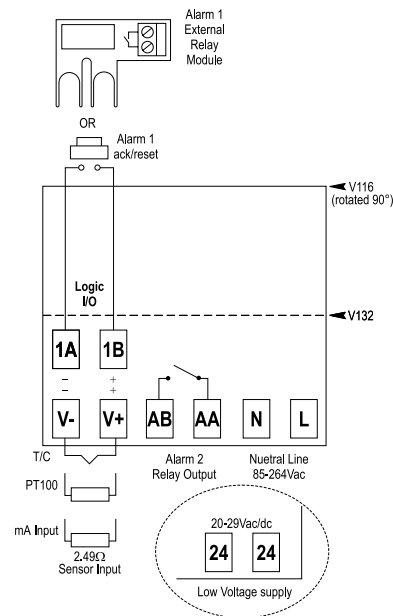 Alarm 1
External
Relay
Module
OR
Alarm 1
ack/reset
V116
(rotated 90°)
Logic
I/O
V132
1A 1B
− +
− +
V- V+ AB AA N L
T/C
Alarm 2
Relay Output
Nuetral Line
85-264Vac
PT100
mA Input
2.49Ω
Sensor Input
20-29Vac/dc
24 24
Low Voltage supply